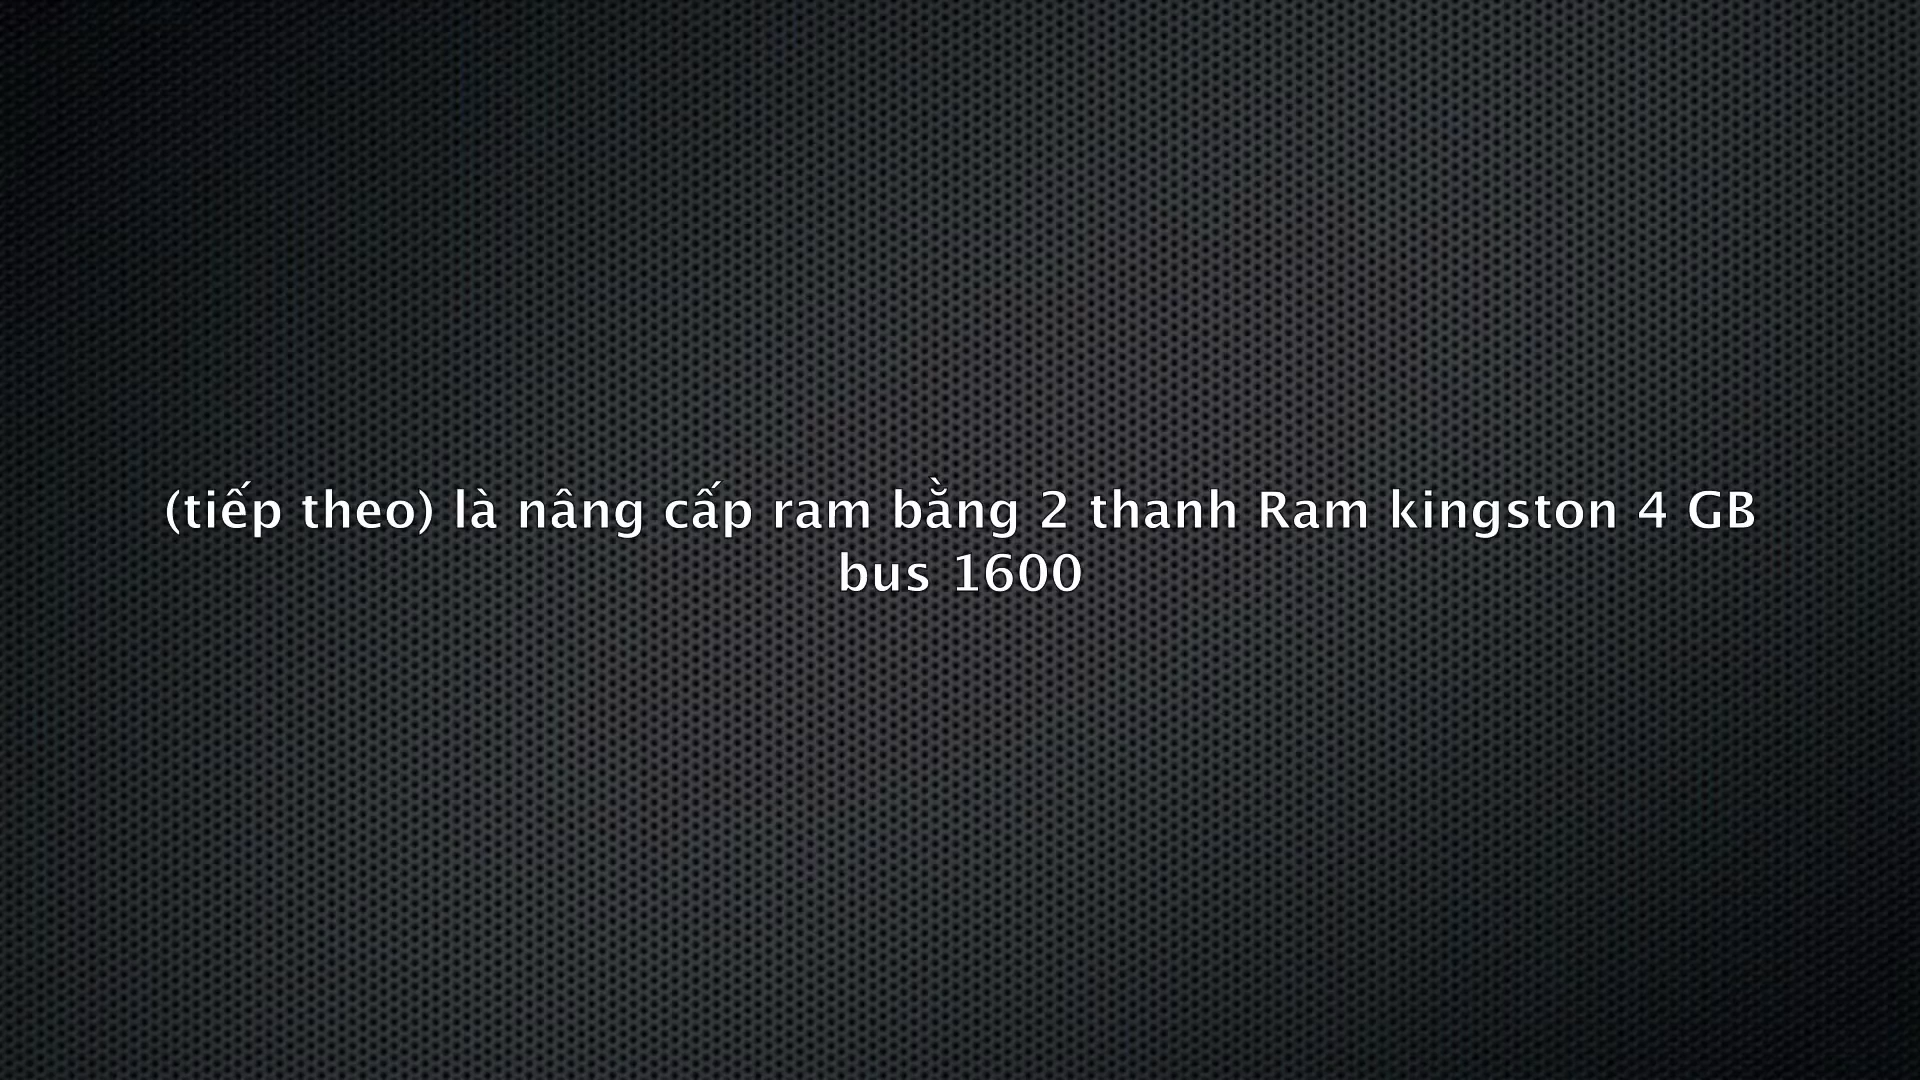 (tiếp theo) là nâng cấp ram bằng 2 thanh Ram kingston 4 GB
bus 1600